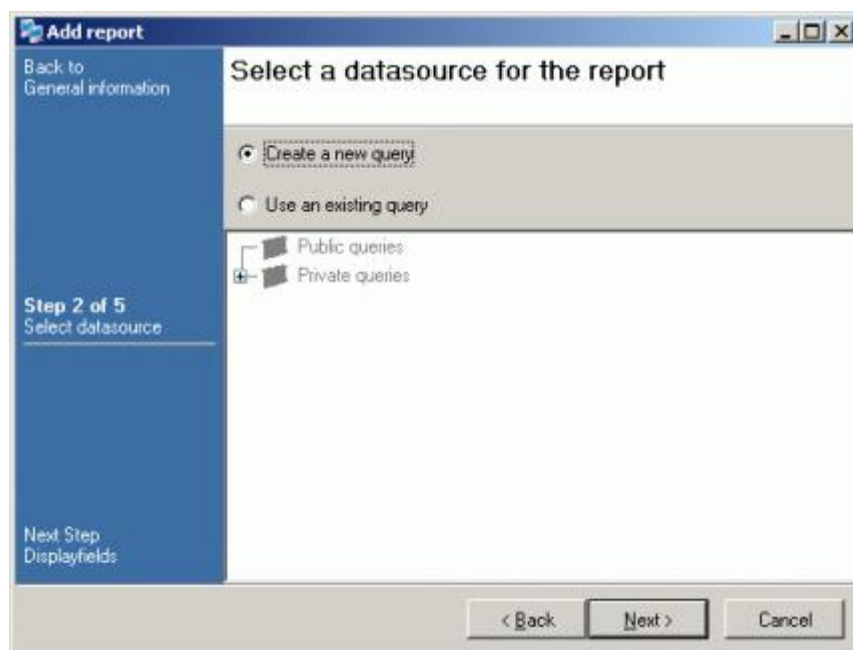 Add report
Back to
General information
Select a datasource for the report
Create a new query
Use an existing query
Public queries
Private queries
Step 2 of 5
Select datasource
Next Step
Displayfields
< Back
Next >
Cancel